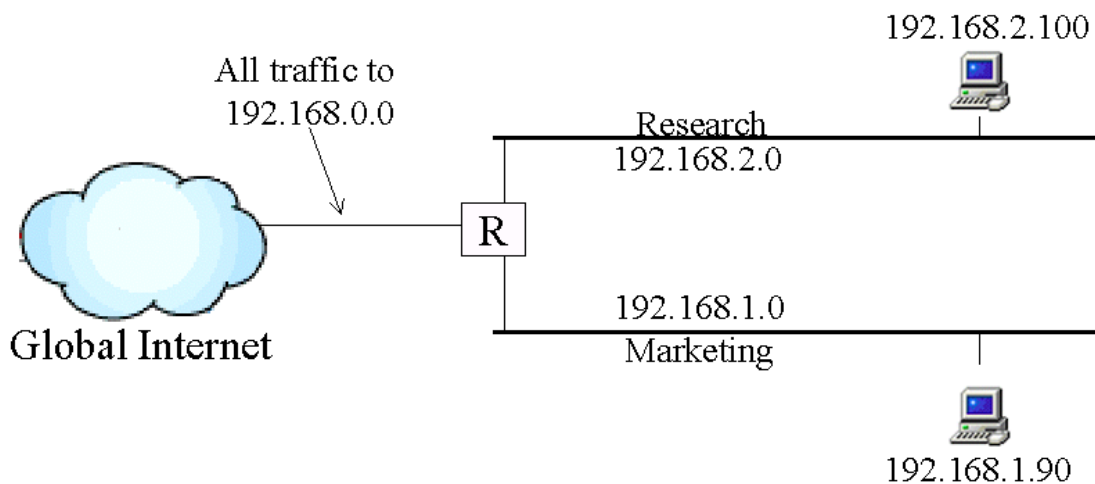 192.168.2.100
All traffic to
192.168.0.0
Research
192.168.2.0
R
192.168.1.0
Marketing
Global Internet
192.168.1.90